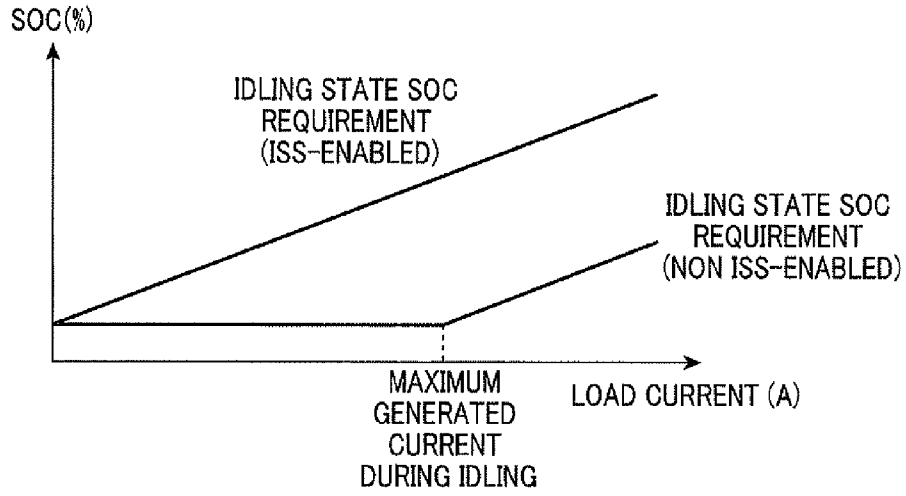 SOC(%)
IDLING STATE SOC
REQUIREMENT
(ISS-ENABLED)
IDLING STATE SOC
REQUIREMENT
(NON ISS-ENABLED)
MAXIMUM
GENERATED
CURRENT
DURING IDLING
LOAD CURRENT (A)